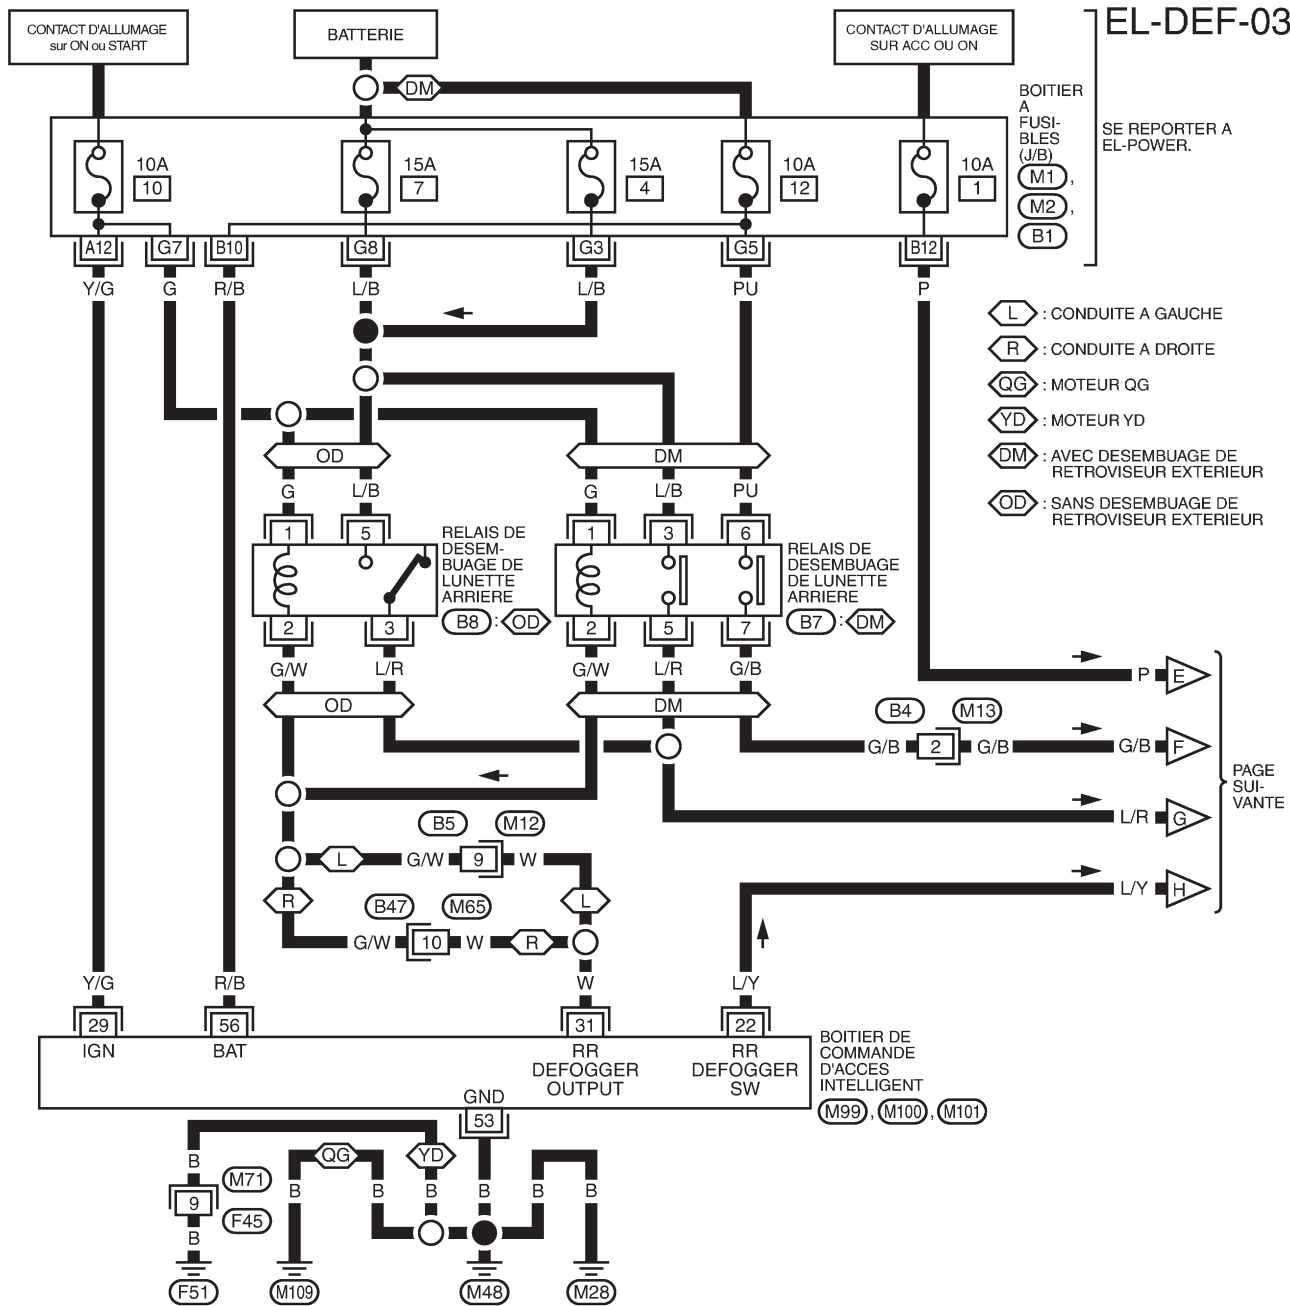 EL-DEF-03
CONTACT D'ALLUMAGE
sur ON ou START
BATTERIE
CONTACT D'ALLUMAGE
SUR ACC OU ON
DM
BOITIER
A
FUSI-
BLES
(J/B)
M1 ,
M2 ,
B1
SE REPORTER A
EL-POWER.
10A
10
15A
7
15A
4
10A
12
10A
1
A12 G7 B10 G8 G3 G5 B12
Y/G G R/B L/B L/B PU P
L : CONDUITE A GAUCHE
R : CONDUITE A DROITE
QG : MOTEUR QG
YD : MOTEUR YD
DM : AVEC DESEMBUAGE DE
RETROVISEUR EXTERIEUR
OD : SANS DESEMBUAGE DE
RETROVISEUR EXTERIEUR
OD DM
G L/B G L/B PU
1 5 1 3 6
RELAIS DE
DESEM-
BUAGE DE
LUNETTE
ARRIERE
B8 : OD
RELAIS DE
DESEMBUAGE
DE LUNETTE
ARRIERE
B7 : DM
2 3 2 5 7
G/W L/R G/W L/R G/B
OD DM
P E
B4 M13
G/B 2 G/B G/B F
PAGE
SUI-
VANTE
L/R G
B5 M12
L G/W 9 W
L/Y H
R L
B47 M65
G/W 10 W R
Y/G R/B W L/Y
29 56 31 22
IGN BAT
RR
DEFOGGER
OUTPUT
RR
DEFOGGER
SW
BOITIER DE
COMMANDE
D'ACCES
INTELLIGENT
M99 , M100 , M101
GND
53
QG YD
B M71
B B B B B B
9
F45
B
F51 M109 M48 M28